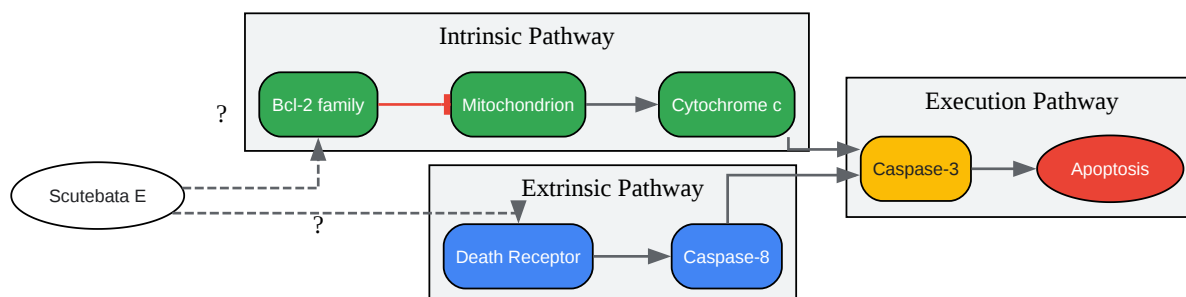 Intrinsic Pathway
Bcl-2 family
Mitochondrion
Cytochrome c
Execution Pathway
?
Caspase-3
Apoptosis
Scutebata E
Extrinsic Pathway
?
Death Receptor
Caspase-8